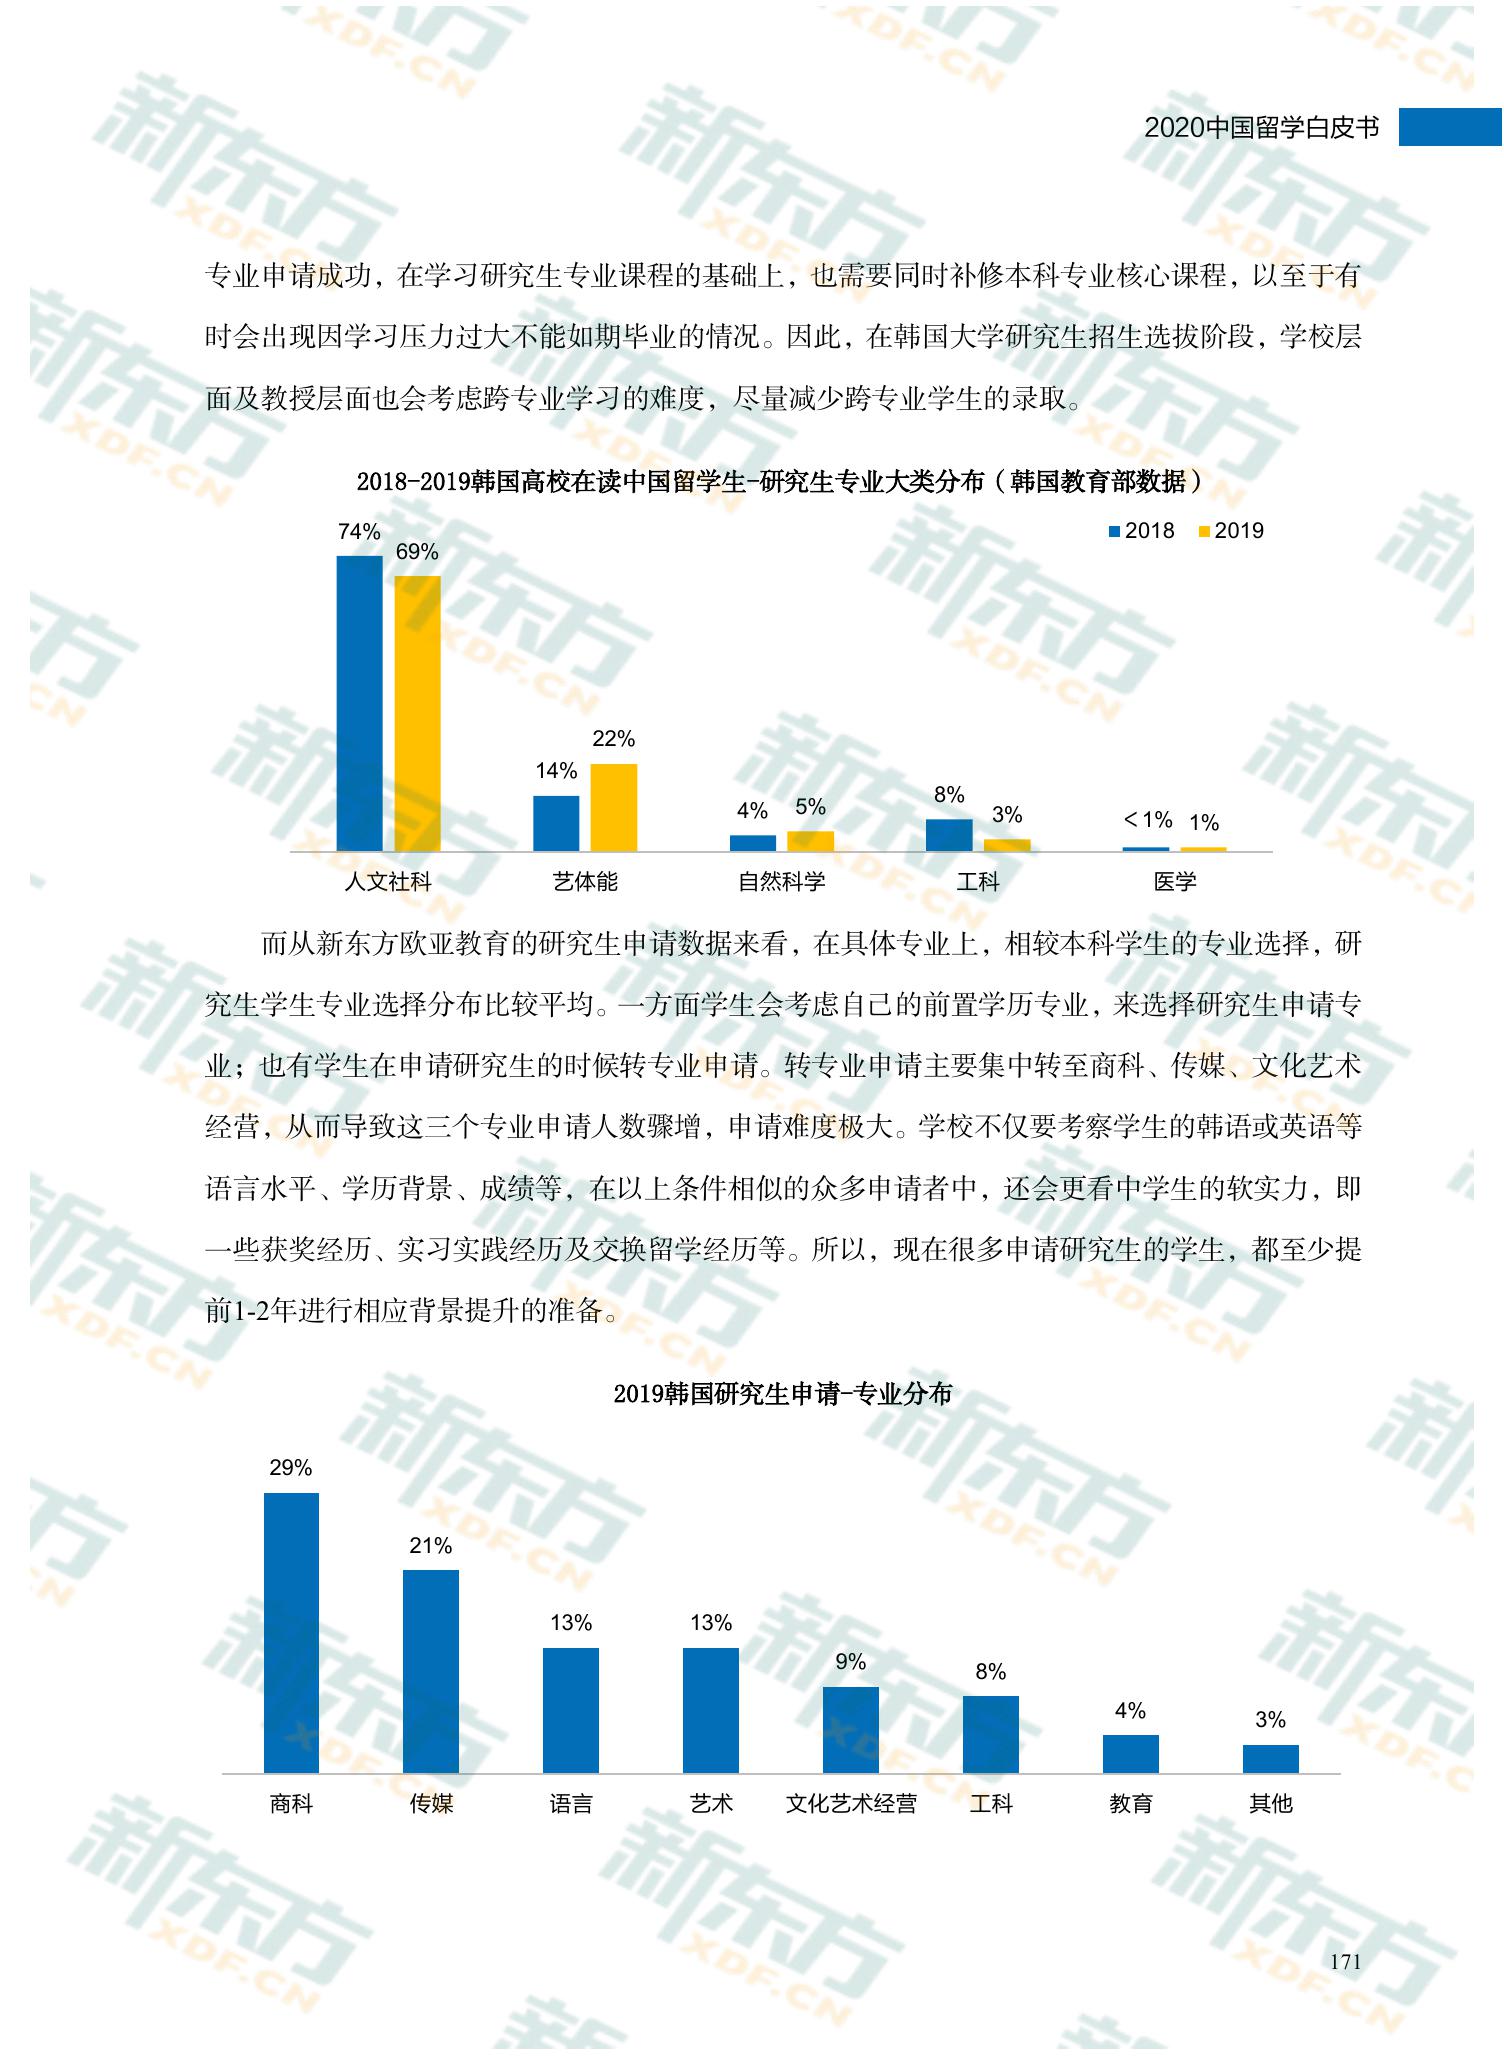 2020中国留学白皮书
专业申请成功，在学习研究生专业课程的基础上，也需要同时补修本科专业核心课程，以至于有
时会出现因学习压力过大不能如期毕业的情况。因此，在韩国大学研究生招生选拔阶段，学校层
面及教授层面也会考虑跨专业学习的难度，尽量减少跨专业学生的录取。
2018-2019韩国高校在读中国留学生-研究生专业大类分布（韩国教育部数据）
2018 2019
74% 69% 14% 22% 4% 5% 8% 3% ＜1% 1%
人文社科 艺体能 自然科学 工科 医学
而从新东方欧亚教育的研究生申请数据来看，在具体专业上，相较本科学生的专业选择，研
究生学生专业选择分布比较平均。一方面学生会考虑自己的前置学历专业，来选择研究生申请专
业；也有学生在申请研究生的时候转专业申请。转专业申请主要集中转至商科、传媒、文化艺术
经营，从而导致这三个专业申请人数骤增，申请难度极大。学校不仅要考察学生的韩语或英语等
语言水平、学历背景、成绩等，在以上条件相似的众多申请者中，还会更看中学生的软实力，即
一些获奖经历、实习实践经历及交换留学经历等。所以，现在很多申请研究生的学生，都至少提
前1-2年进行相应背景提升的准备。
2019韩国研究生申请-专业分布
29% 21% 13% 13% 9% 8% 4% 3%
商科 传媒 语言 艺术 文化艺术经营 工科 教育 其他
171
新东方 XDF.CN